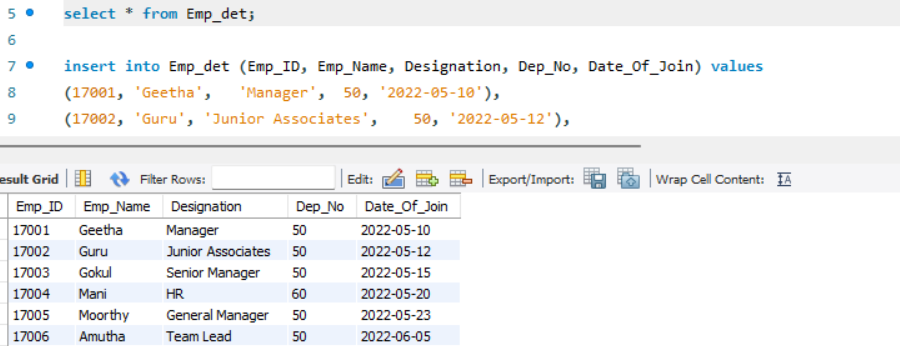 5 select * from Emp_det;
6
7 insert into Emp_det (Emp_ID, Emp_Name, Designation, Dep_No, Date_Of_Join) values
8 (17001, 'Geetha', 'Manager', 50, '2022-05-10'),
9 (17002, 'Guru', 'Junior Associates', 50, '2022-05-12'),
esult Grid Filter Rows: Edit: Export/Import: Wrap Cell Content: IA
Emp_ID Emp_Name Designation Dep_No Date_Of_Join
17001 Geetha Manager 50 2022-05-10
17002 Guru Junior Associates 50 2022-05-12
17003 Gokul Senior Manager 50 2022-05-15
17004 Mani HR 60 2022-05-20
17005 Moorthy General Manager 50 2022-05-23
17006 Amutha Team Lead 50 2022-06-05